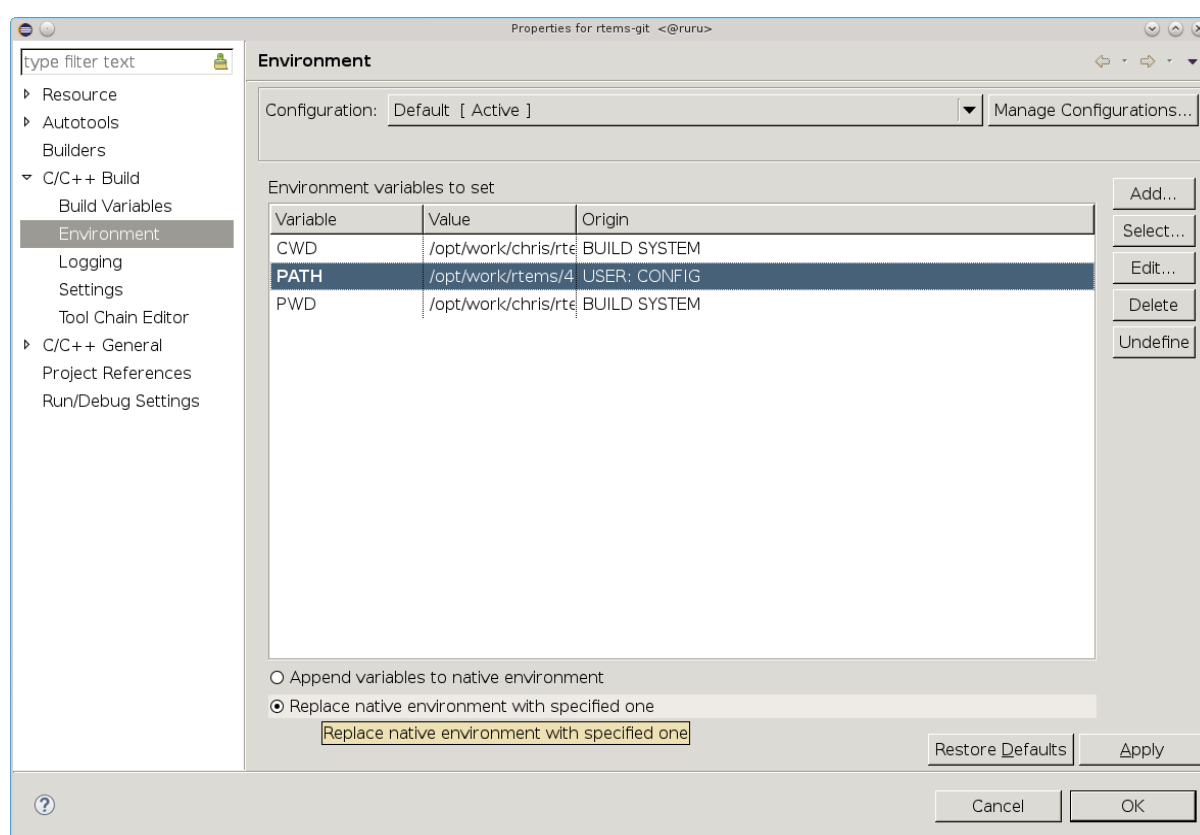 Properties for rtems-git <@ruru>
type filter text
Environment
Resource
Autotools
Builders
C/C++ Build
Build Variables
Environment
Logging
Settings
Tool Chain Editor
C/C++ General
Project References
Run/Debug Settings
Configuration: Default [ Active ] Manage Configurations...
Environment variables to set
Variable Value Origin
CWD /opt/work/chris/rte BUILD SYSTEM
PATH /opt/work/rtems/4 USER: CONFIG
PWD /opt/work/chris/rte BUILD SYSTEM
Add...
Select...
Edit...
Delete
Undefine
Append variables to native environment
Replace native environment with specified one
Replace native environment with specified one
Restore Defaults Apply
? Cancel OK